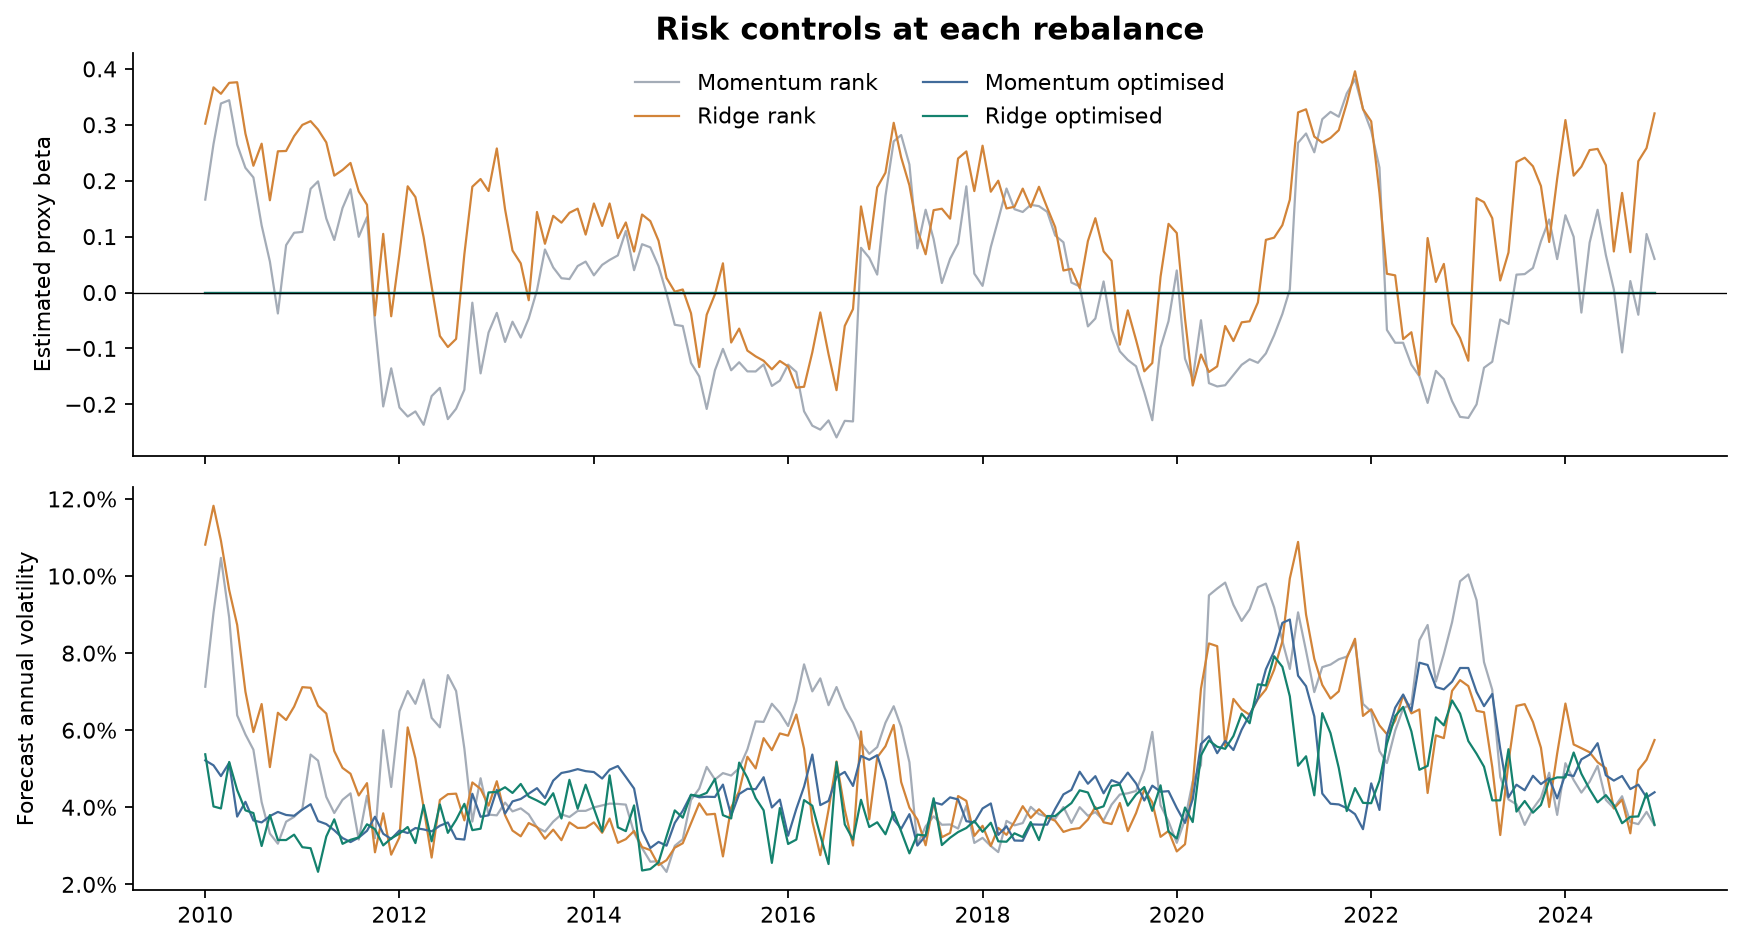 Risk controls at each rebalance
Momentum rank
Ridge rank
Momentum optimised
Ridge optimised
Estimated proxy beta
0.4
0.3
0.2
0.1
0.0
−0.1
−0.2
Forecast annual volatility
12.0%
10.0%
8.0%
6.0%
4.0%
2.0%
2010 2012 2014 2016 2018 2020 2022 2024